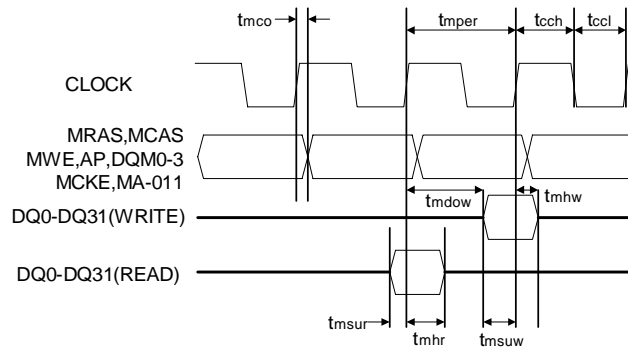 tmco
tmper
tcch
tccl
CLOCK
MRAS,MCAS
MWE,AP,DQM0-3
MCKE,MA-011
tmdow
tmhw
DQ0-DQ31(WRITE)
DQ0-DQ31(READ)
tmsur
tmhr
tmsuw